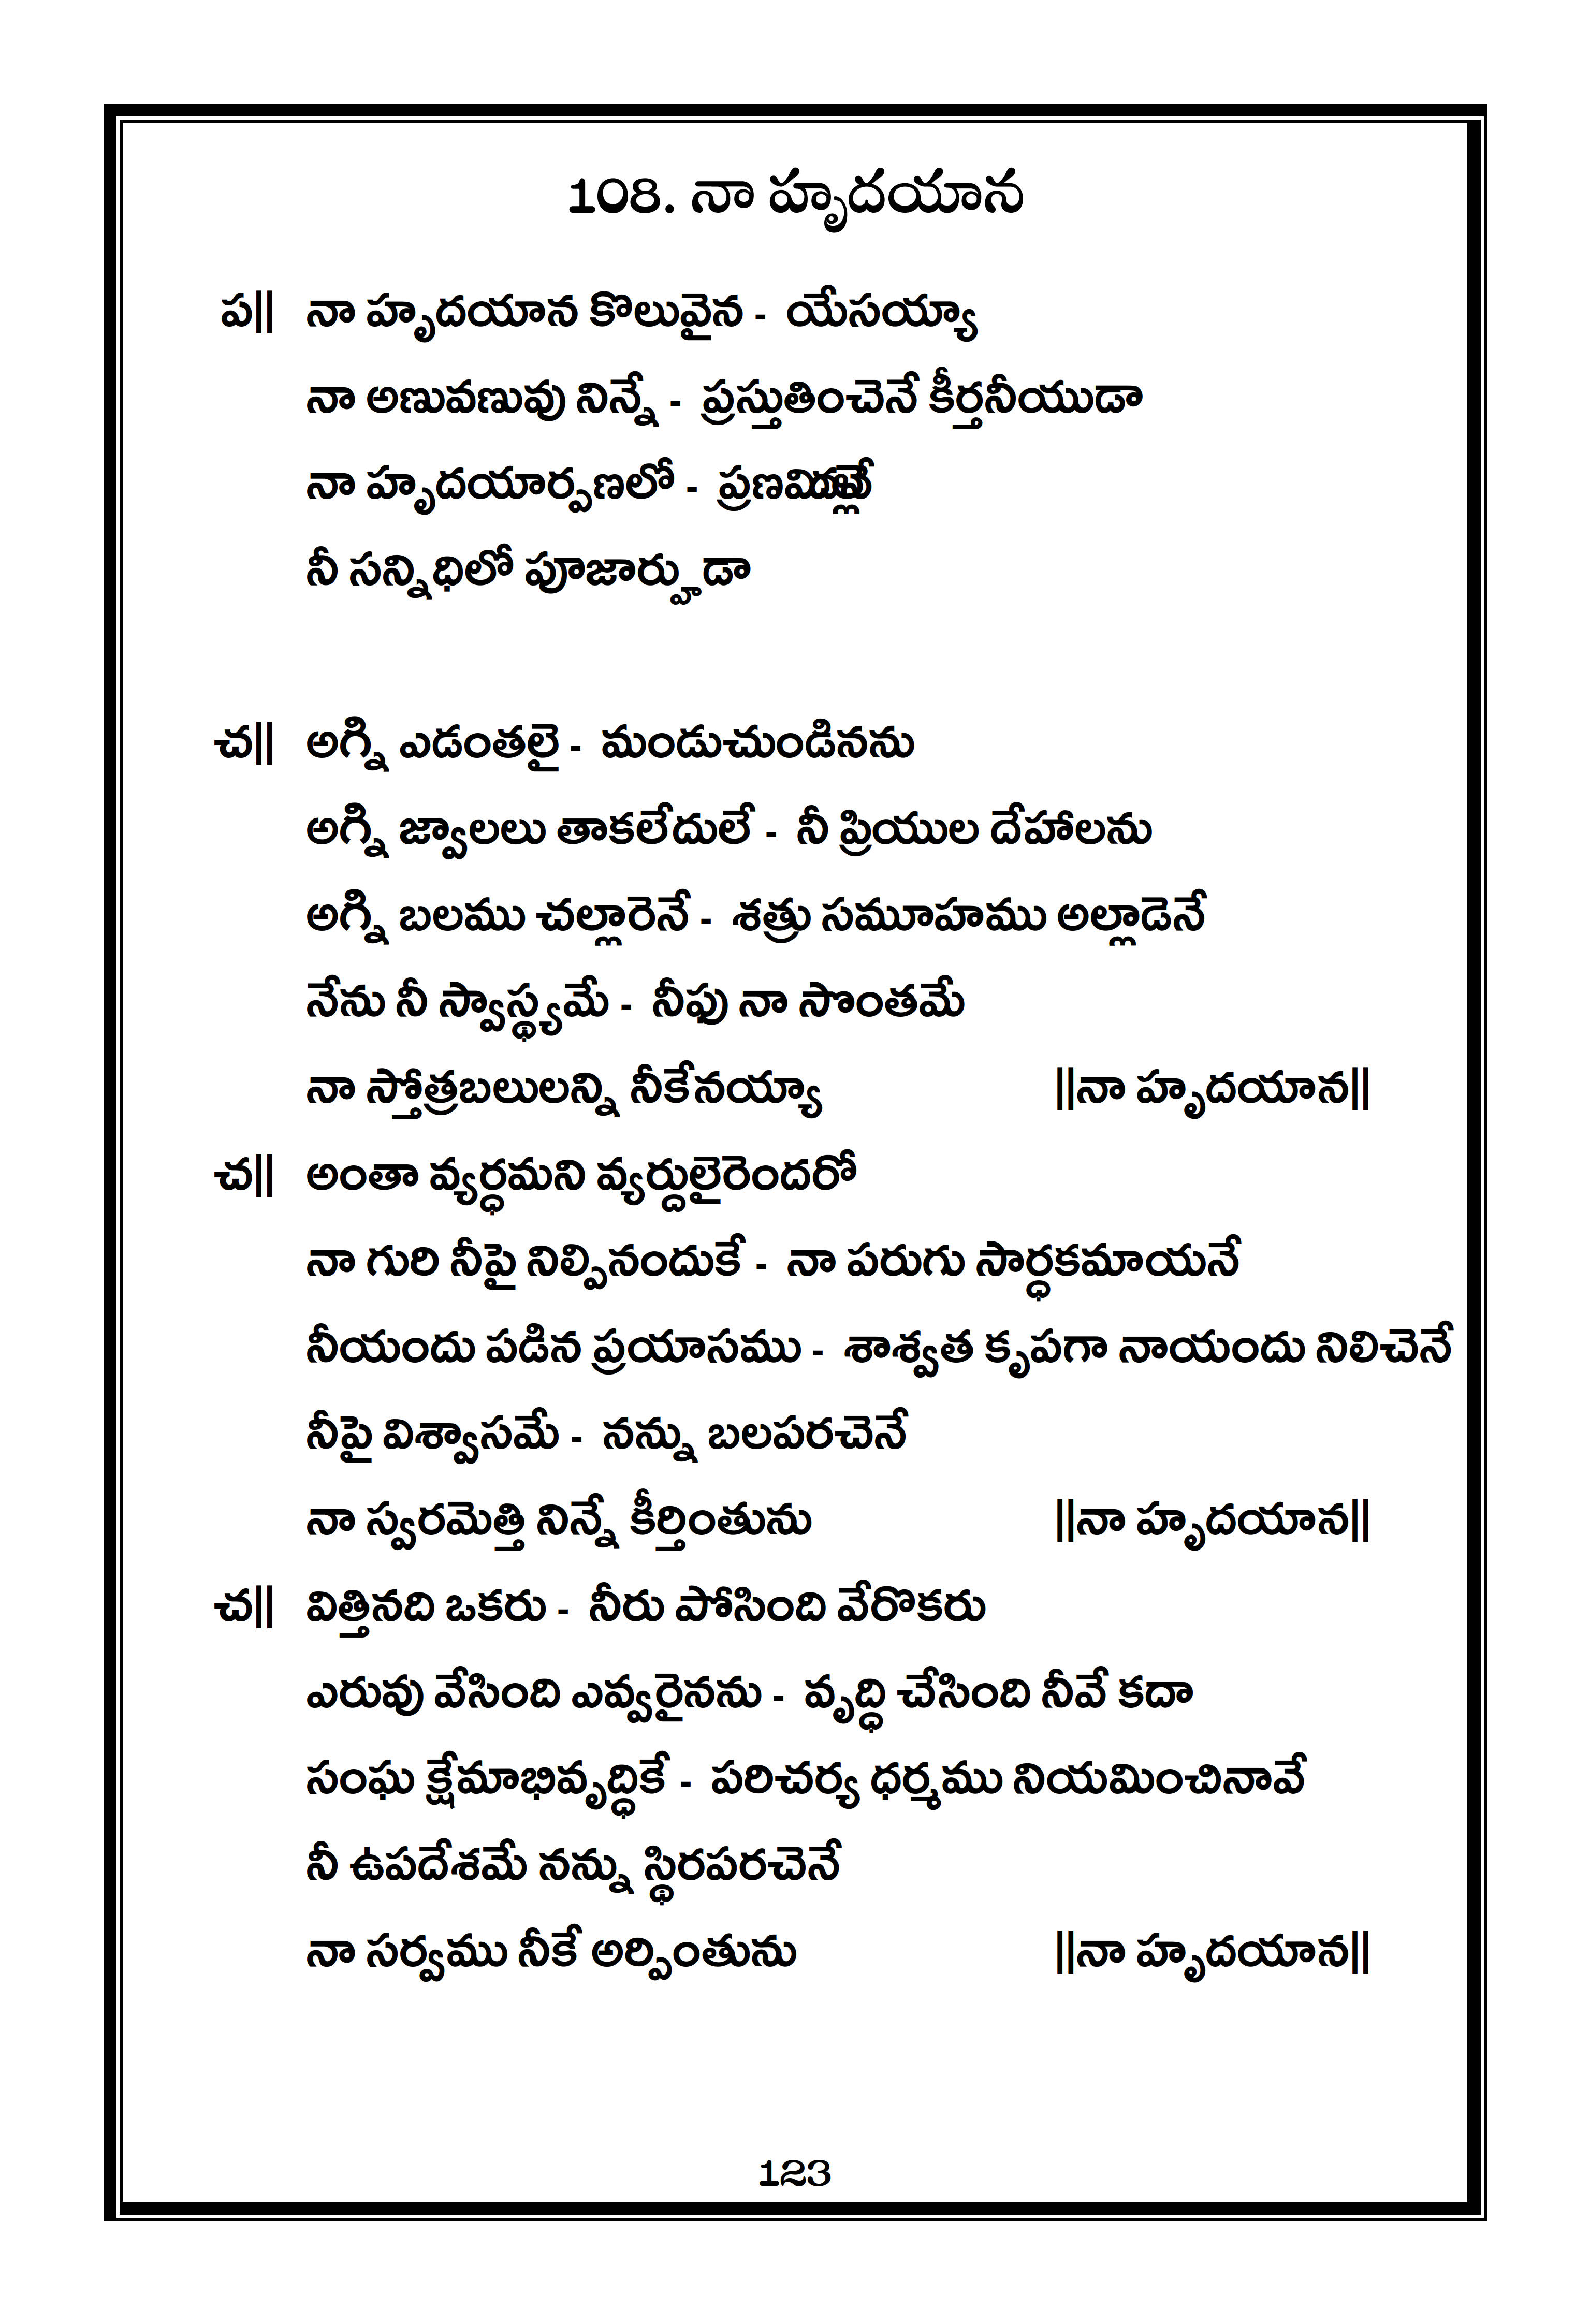 108. నా హృదయాన
ప|| నా హృదయాన కొలువైన - యేసయ్యా
నా అణువణువు నిన్నే - ప్రస్తుతించెనే కీర్తనీయుడా
నా హృదయార్పణలో -
నీ సన్నిధిలో పూజార్హుడా
చ|| అగ్ని ఎడంతలై - మండుచుండినను
అగ్ని జ్వాలలు తాకలేదులే - నీ ప్రియుల దేహాలను
అగ్ని బలము చల్లారెనే - శత్రు సమూహము అల్లాడెనే
నేను నీ స్వాస్థ్యమే - నీఫు నా సొంతమే
నా స్తోత్రబలులన్ని నీకేనయ్యా ||నా హృదయాన||
చ|| అంతా వ్యర్ధమని వ్యర్దులైరెందరో
నా గురి నీపై నిల్పినందుకే - నా పరుగు సార్ధకమాయనే
నీయందు పడిన ప్రయాసము - శాశ్వత కృపగా నాయందు నిలిచెనే
నీపై విశ్వాసమే - నన్ను బలపరచెనే
నా స్వరమెత్తి నిన్నే కీర్తింతును ||నా హృదయాన||
చ|| విత్తినది ఒకరు - నీరు పోసింది వేరొకరు
ఎరువు వేసింది ఎవ్వరైనను - వృద్ధి చేసింది నీవే కదా
సంఘ క్షేమాభివృద్ధికే - పరిచర్య ధర్మము నియమించినావే
నీ ఉపదేశమే నన్ను స్థిరపరచెనే
నా సర్వము నీకే అర్పింతును ||నా హృదయాన||
123